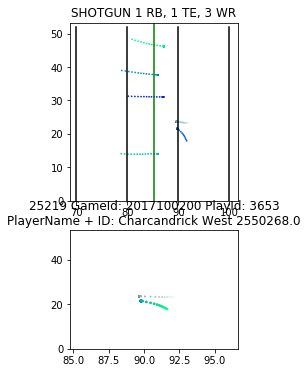 SHOTGUN 1 RB, 1 TE, 3 WR
50
40
30
20
10
0
70 80 90 100
25219 GameId: 2017100200 PlayId: 3653
PlayerName + ID: Charcandrick West 2550268.0
40
20
0
85.0 87.5 90.0 92.5 95.0